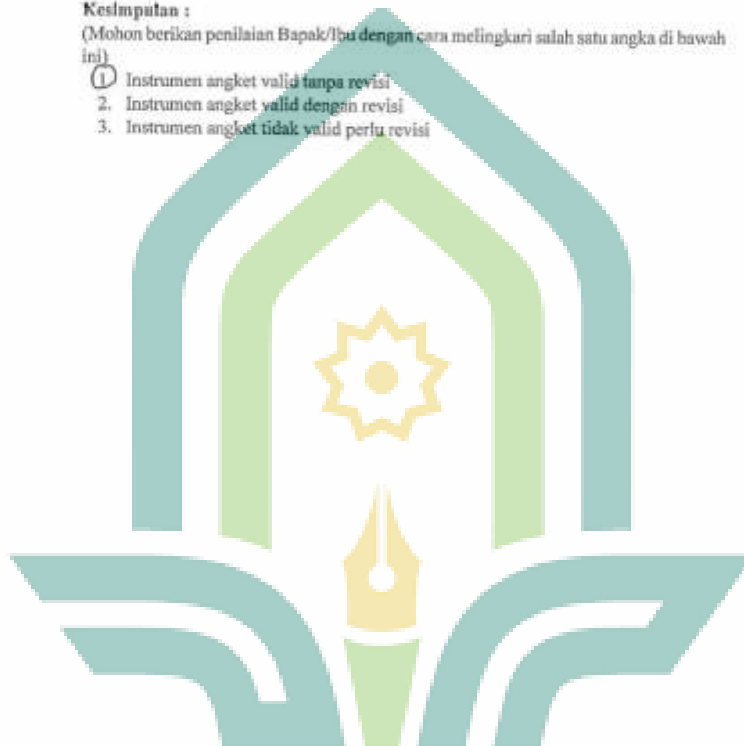 Kesimpulan :
(Mohon berikan penilaian Bapak/Ibu dengan cara melingkari salah satu angka di bawah
ini)
1. Instrumen angket valid tanpa revisi
2. Instrumen angket valid dengan revisi
3. Instrumen angket tidak valid perlu revisi